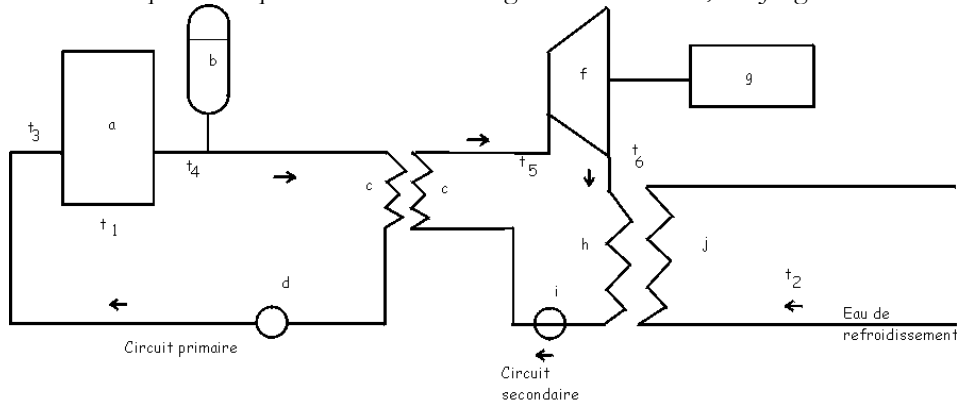 b
f
a
g
t3
t4
t5
t6
c
c
t1
h
j
d
i
t2
Eau de
refroidissement
Circuit primaire
Circuit
secondaire